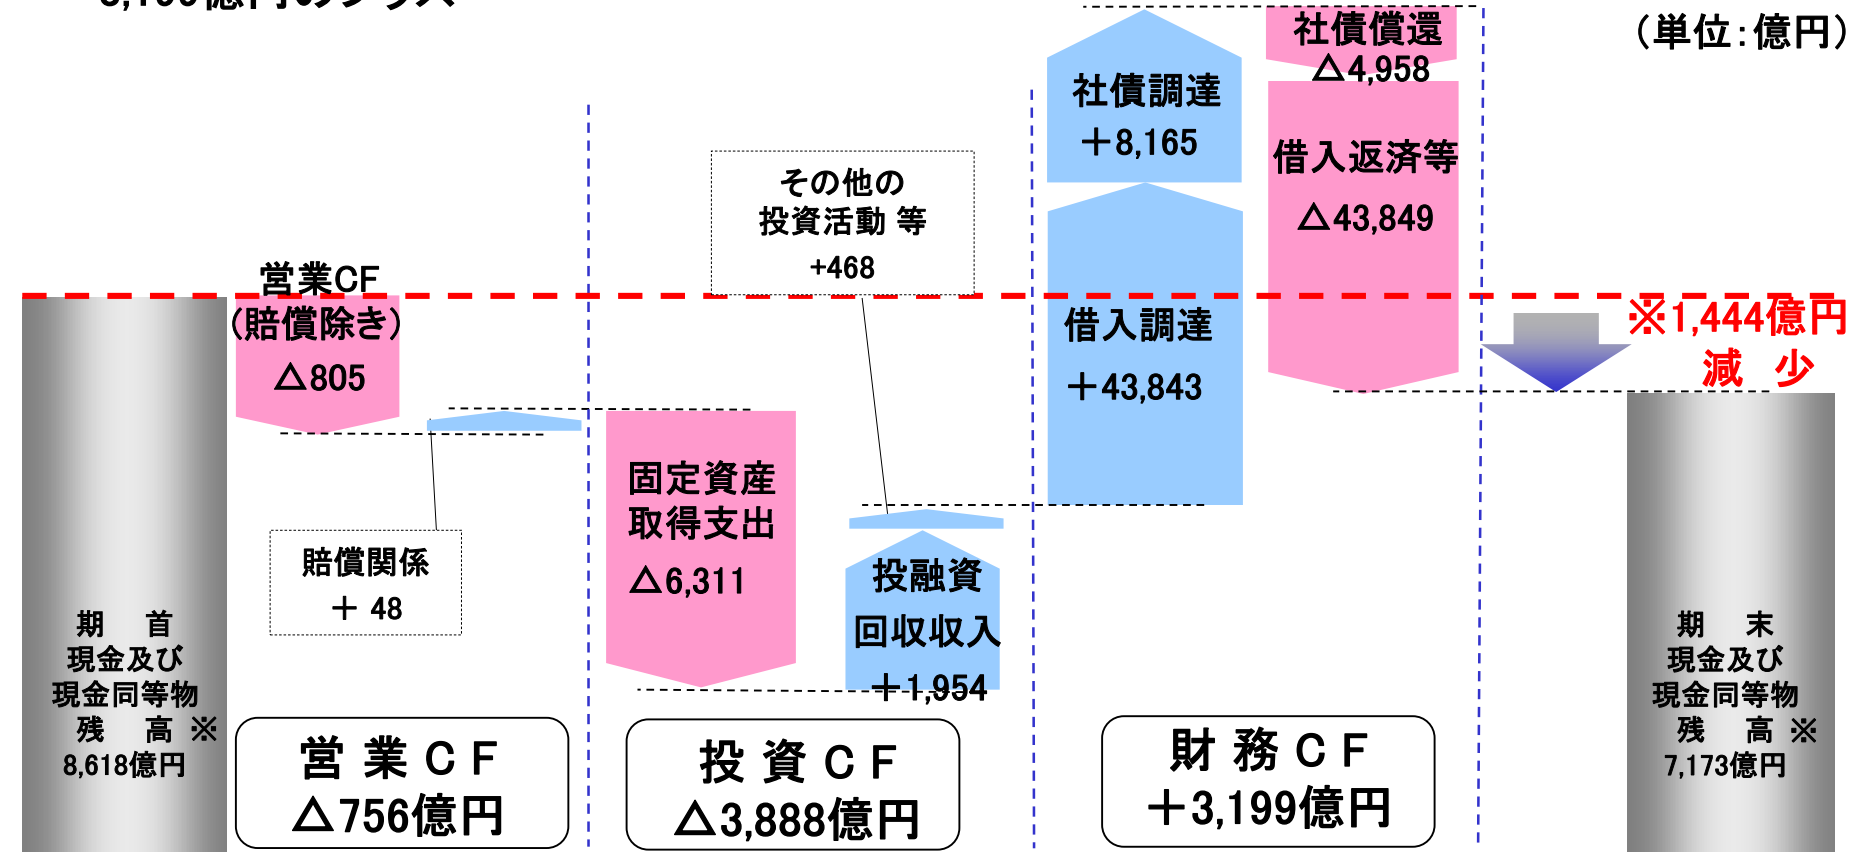 (単位:億円)
社債償還
△4,958
社債調達
+8,165
借入返済等
△43,849
その他の
投資活動 等
+468
営業CF
(賠償除き)
△805
借入調達
+43,843
※1,444億円
減 少
固定資産
取得支出
△6,311
賠償関係
+ 48
投融資
回収収入
+1,954
期 首
現金及び
現金同等物
残 高 ※
8,618億円
期 末
現金及び
現金同等物
残 高 ※
7,173億円
営 業 C F
△756億円
投 資 C F
△3,888億円
財 務 C F
+3,199億円